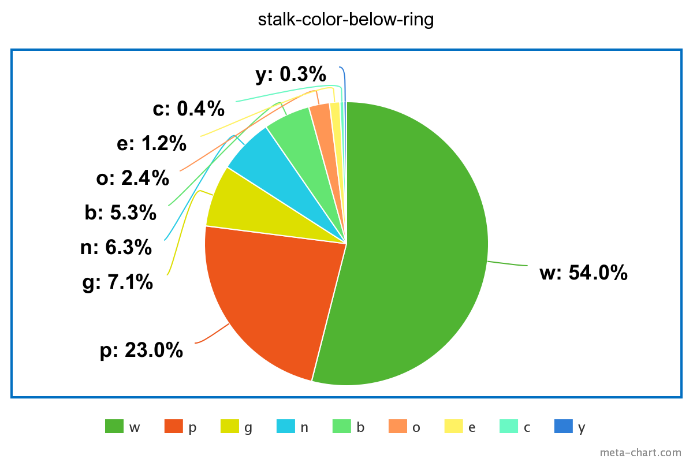 stalk-color-below-ring
y: 0.3%
c: 0.4%
e: 1.2%
o: 2.4%
b: 5.3%
n: 6.3%
g: 7.1%
w: 54.0%
p: 23.0%
w p g n b o e c y
meta-chart.com